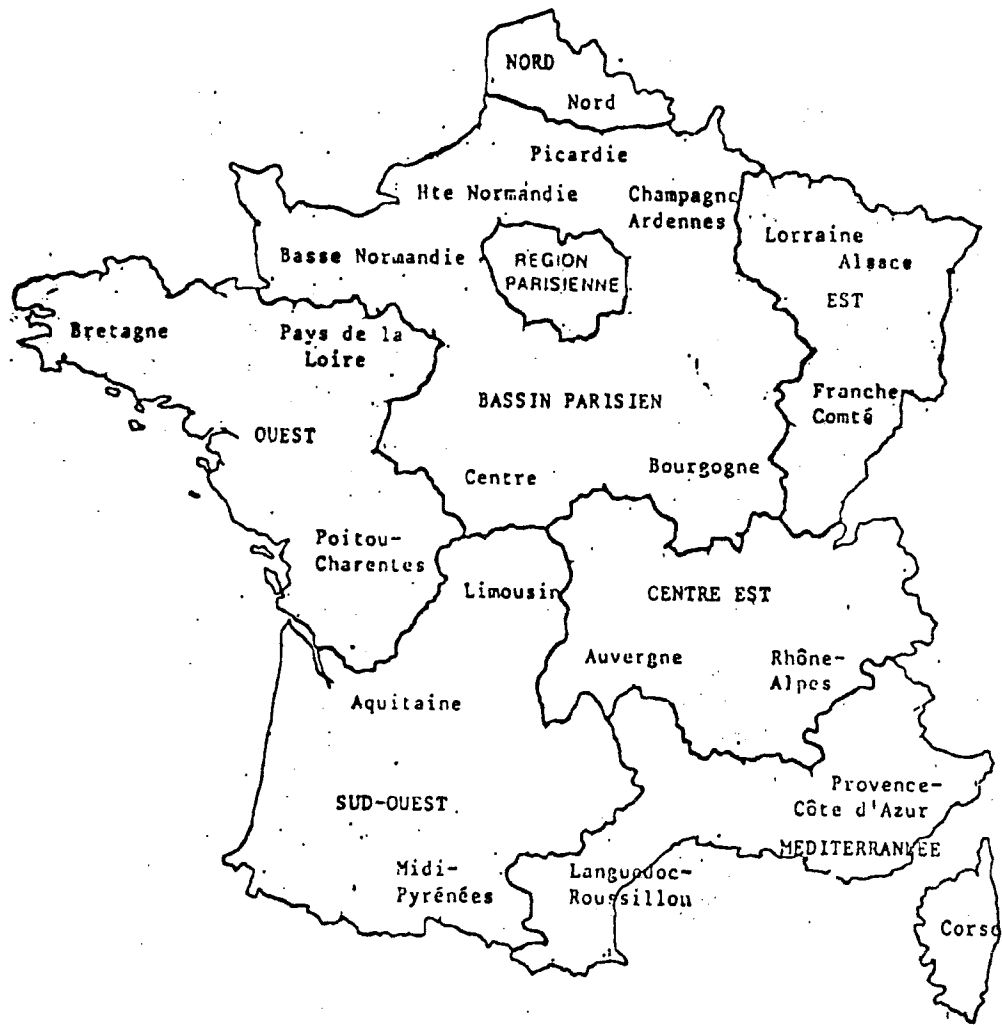 NORD
Nord
Picardie
Hte Normandie
Champagne
Ardennes
Lorraine
Alsace
Basse Normandie
REGION
PARISIENNE
EST
Bretagne
Pays de la
Loire
Franche
Comté
BASSIN PARISIEN
OUEST
Centre
Bourgogne
Poitou-
Charentes
Limousin
CENTRE EST
Auvergne
Rhône-
Alpes
Aquitaine
Provence-
Côte d'Azur
SUD-OUEST
MEDITERRANEE
Midi-
Pyrénées
Languedoc-
Roussillon
Corse